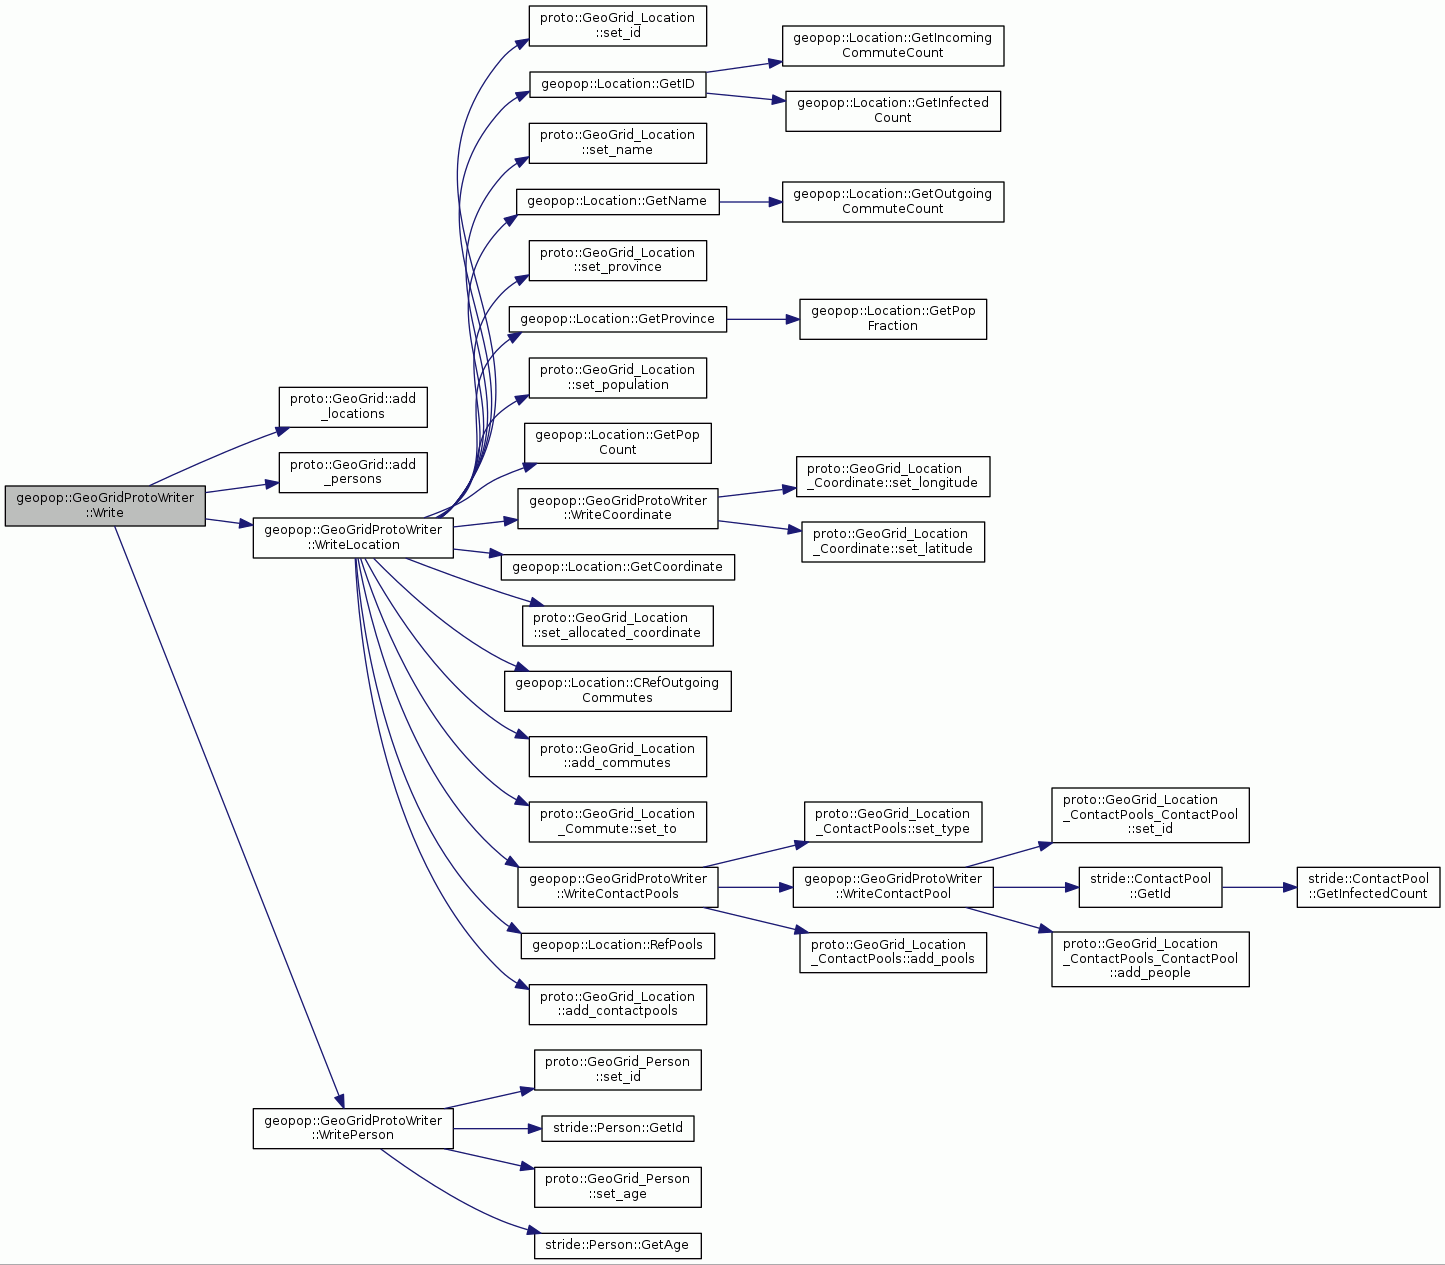 proto::GeoGrid_Location
::set_id
geopop::Location::GetIncoming
CommuteCount
geopop::Location::GetID
geopop::Location::GetInfected
Count
proto::GeoGrid_Location
::set_name
geopop::Location::GetName
geopop::Location::GetOutgoing
CommuteCount
proto::GeoGrid_Location
::set_province
geopop::Location::GetProvince
geopop::Location::GetPop
Fraction
proto::GeoGrid_Location
::set_population
proto::GeoGrid::add
_locations
geopop::Location::GetPop
Count
proto::GeoGrid::add
_persons
geopop::GeoGridProtoWriter
::Write
geopop::GeoGridProtoWriter
::WriteLocation
geopop::GeoGridProtoWriter
::WriteCoordinate
proto::GeoGrid_Location
_Coordinate::set_longitude
proto::GeoGrid_Location
_Coordinate::set_latitude
geopop::Location::GetCoordinate
proto::GeoGrid_Location
::set_allocated_coordinate
geopop::Location::CRefOutgoing
Commutes
proto::GeoGrid_Location
::add_commutes
proto::GeoGrid_Location
_Commute::set_to
geopop::GeoGridProtoWriter
::WriteContactPools
proto::GeoGrid_Location
_ContactPools::set_type
geopop::GeoGridProtoWriter
::WriteContactPool
proto::GeoGrid_Location
_ContactPools::add_pools
proto::GeoGrid_Location
_ContactPools_ContactPool
::set_id
stride::ContactPool
::GetId
stride::ContactPool
::GetInfectedCount
proto::GeoGrid_Location
_ContactPools_ContactPool
::add_people
geopop::Location::RefPools
proto::GeoGrid_Location
::add_contactpools
geopop::GeoGridProtoWriter
::WritePerson
proto::GeoGrid_Person
::set_id
stride::Person::GetId
proto::GeoGrid_Person
::set_age
stride::Person::GetAge